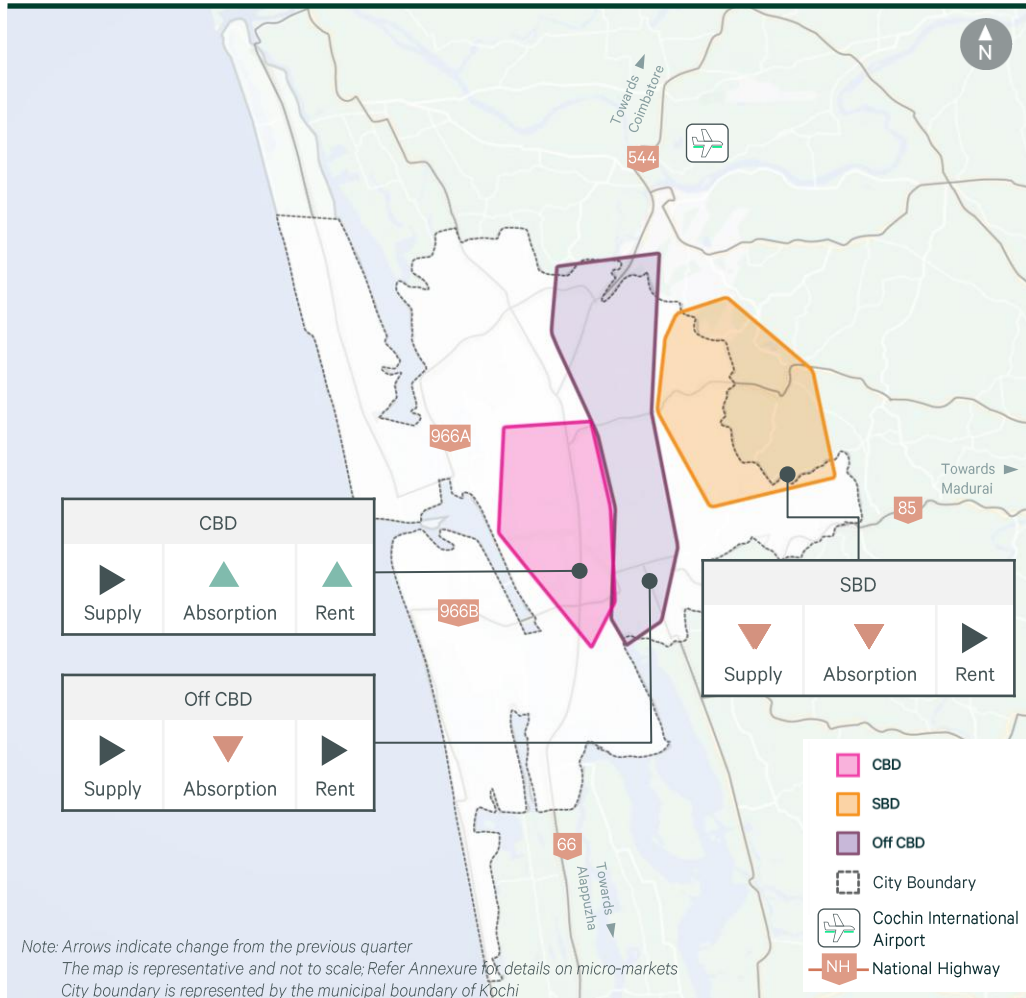 N
Towards
Coimbatore
544
966A
Towards
Madurai
85
CBD
Supply
Absorption
Rent
966B
SBD
Supply
Absorption
Rent
Off CBD
Supply
Absorption
Rent
CBD
SBD
Off CBD
City Boundary
Cochin International
Airport
NH
National Highway
66
Towards
Alappuzha
Note: Arrows indicate change from the previous quarter
The map is representative and not to scale; Refer Annexure for details on micro-markets
City boundary is represented by the municipal boundary of Kochi